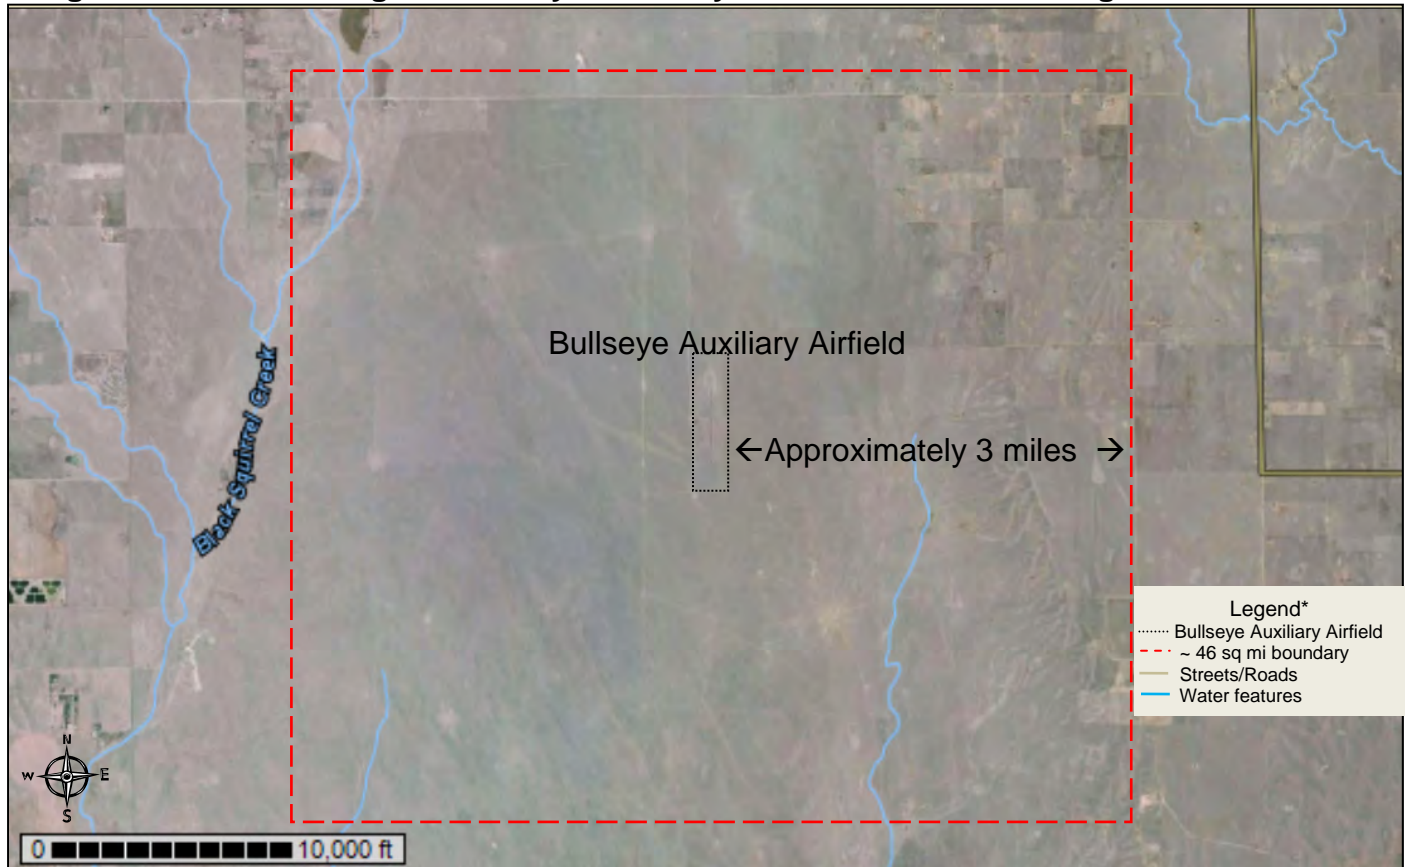 Bullseye Auxiliary Airfield
←Approximately 3 miles →
Black Squirrel Creek
Legend*
Bullseye Auxiliary Airfield
~ 46 sq mi boundary
Streets/Roads
Water features
N
W E
S
0 10,000 ft